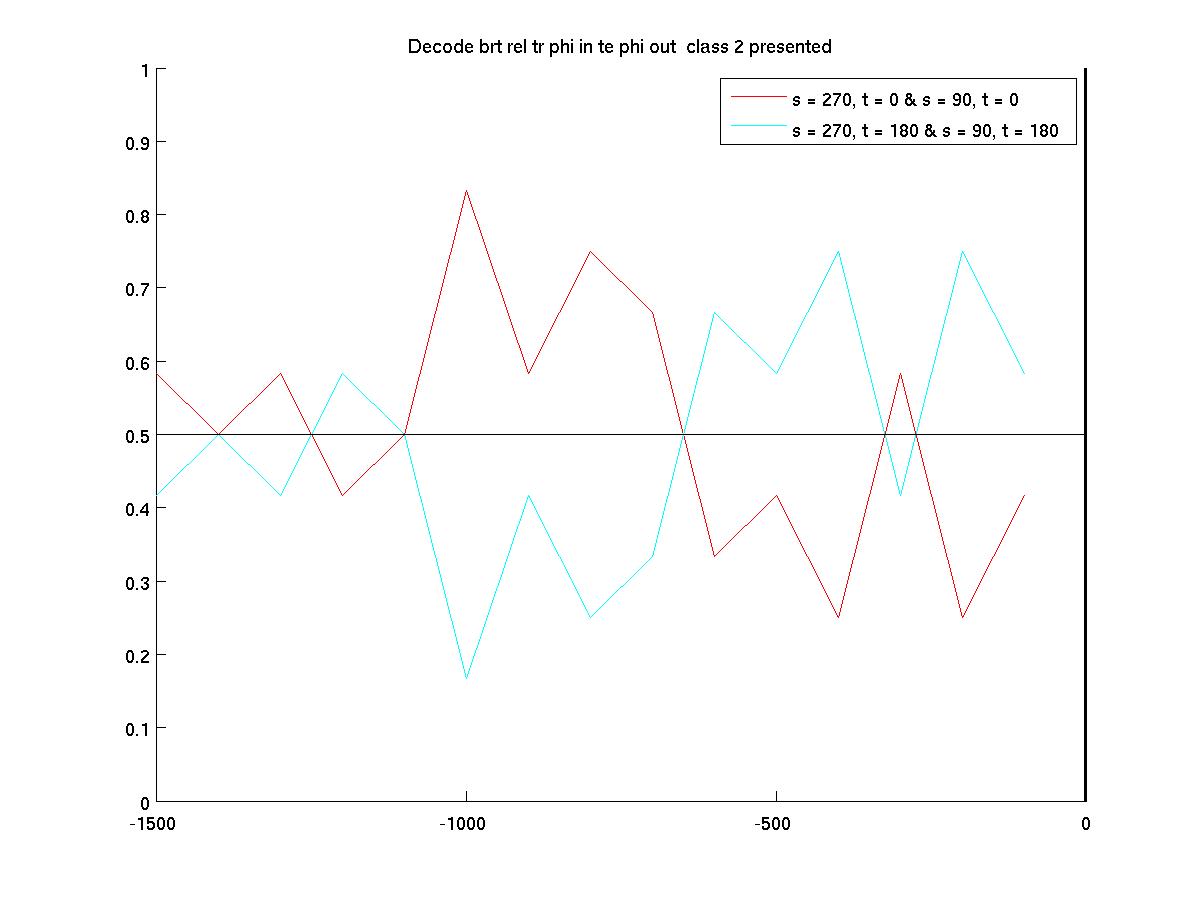 Decode brt rel tr phi in te phi out  class 2 presented
s = 270, t = 0 & s = 90, t = 0
s = 270, t = 180 & s = 90, t = 180
1
0.9
0.8
0.7
0.6
0.5
0.4
0.3
0.2
0.1
0
-1500 -1000 -500 0